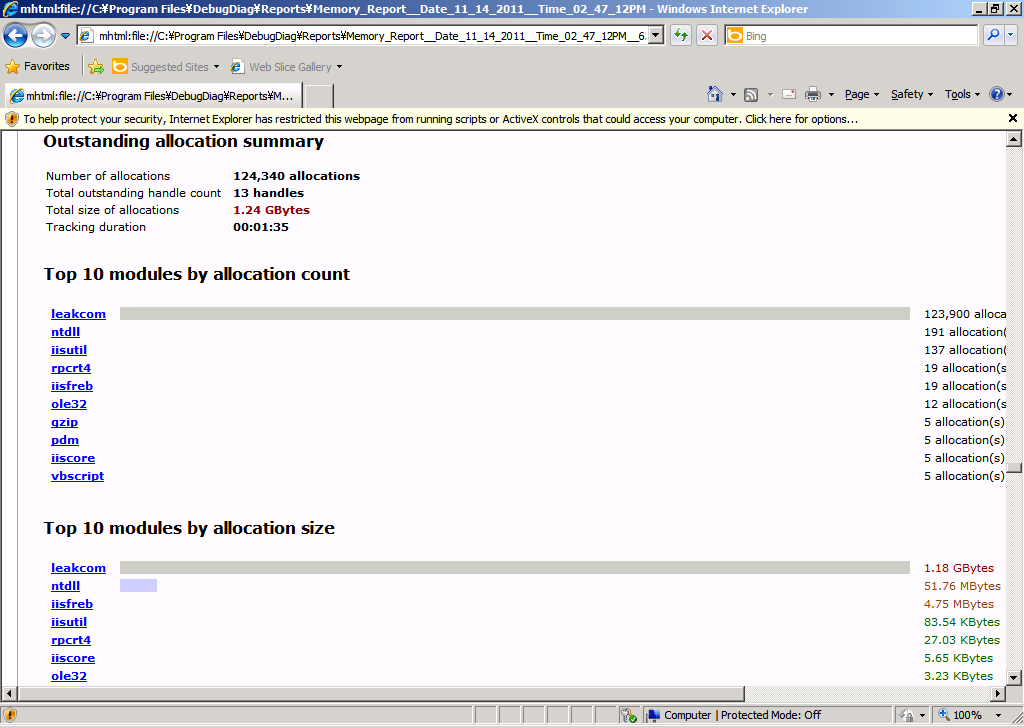 mhtml:file://C:¥Program Files¥DebugDiag¥Reports¥Memory_Report__Date_11_14_2011__Time_02_47_12PM - Windows Internet Explorer
mhtml:file://C:¥Program Files¥DebugDiag¥Reports¥Memory_Report__Date_11_14_2011__Time_02_47_12PM__6
Bing
Favorites
Suggested Sites
Web Slice Gallery
mhtml:file://C:¥Program Files¥DebugDiag¥Reports¥M...
Page
Safety
Tools
To help protect your security, Internet Explorer has restricted this webpage from running scripts or ActiveX controls that could access your computer. Click here for options...
Outstanding allocation summary
Number of allocations 124,340 allocations
Total outstanding handle count 13 handles
Total size of allocations 1.24 GBytes
Tracking duration 00:01:35
Top 10 modules by allocation count
leakcom 123,900 alloca
ntdll 191 allocation(
iisutil 137 allocation(
rpcrt4 19 allocation(s
iisfreb 19 allocation(s
ole32 12 allocation(s
gzip 5 allocation(s)
pdm 5 allocation(s)
iiscore 5 allocation(s)
vbscript 5 allocation(s)
Top 10 modules by allocation size
leakcom 1.18 GBytes
ntdll 51.76 MBytes
iisfreb 4.75 MBytes
iisutil 83.54 KBytes
rpcrt4 27.03 KBytes
iiscore 5.65 KBytes
ole32 3.23 KBytes
Computer | Protected Mode: Off
100%